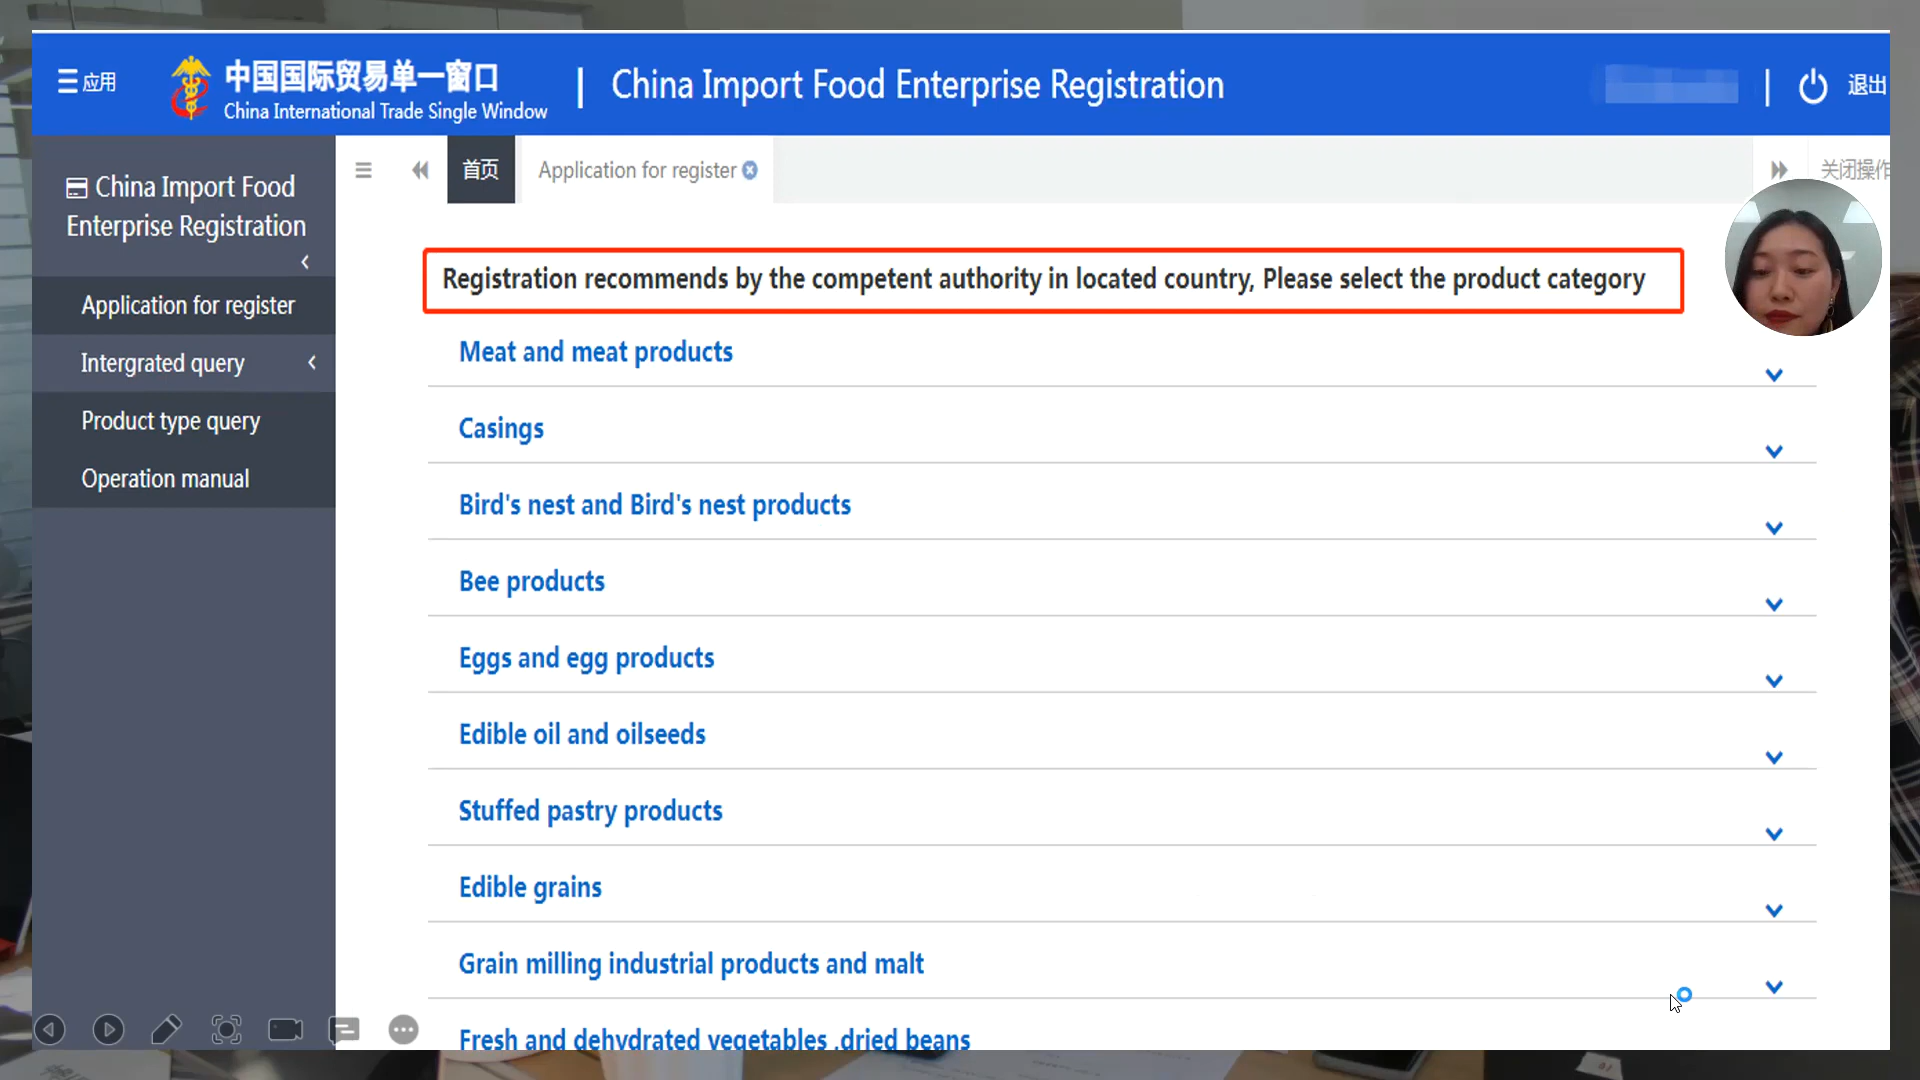 应用
中国国际贸易单一窗口
China International Trade Single Window
China Import Food Enterprise Registration
退出
China Import Food
Enterprise Registration
Application for register
Intergrated query
Product type query
Operation manual
首页
Application for register
关闭操作
Registration recommends by the competent authority in located country, Please select the product category
Meat and meat products
Casings
Bird's nest and Bird's nest products
Bee products
Eggs and egg products
Edible oil and oilseeds
Stuffed pastry products
Edible grains
Grain milling industrial products and malt
Fresh and dehydrated vegetables ,dried beans